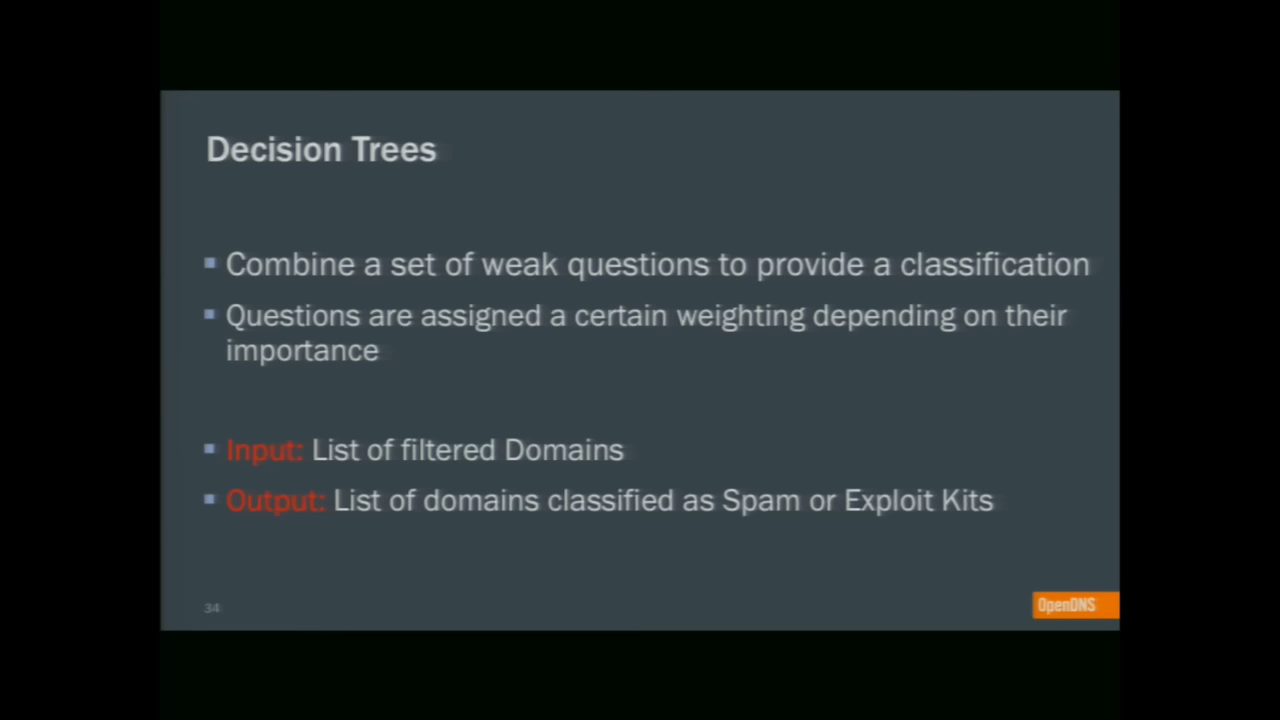 Decision Trees
Combine a set of weak questions to provide a classification
Questions are assigned a certain weighting depending on their
importance
Input: List of filtered Domains
Output: List of domains classified as Spam or Exploit Kits
34
OpenDNS